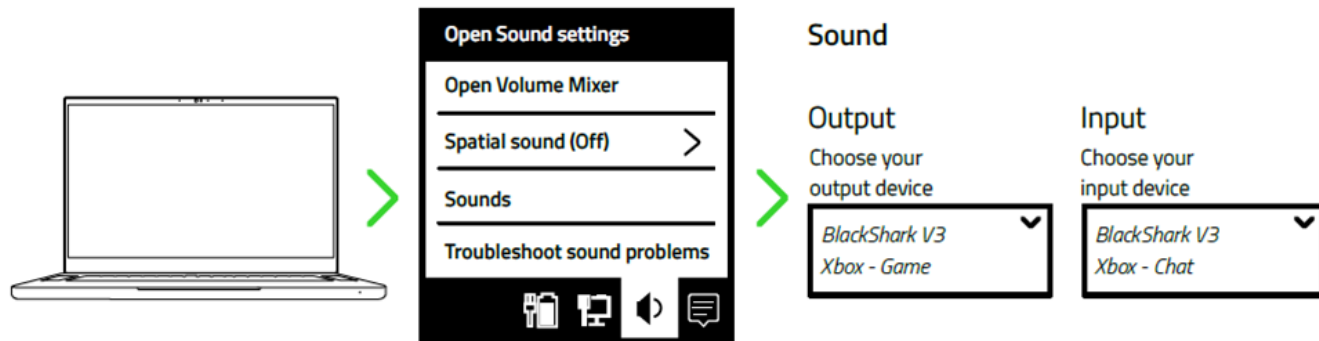 Open Sound settings
Open Volume Mixer
Spatial sound (Off)
Sounds
Troubleshoot sound problems
Sound
Output
Choose your
output device
BlackShark V3
Xbox - Game
Input
Choose your
input device
BlackShark V3
Xbox - Chat